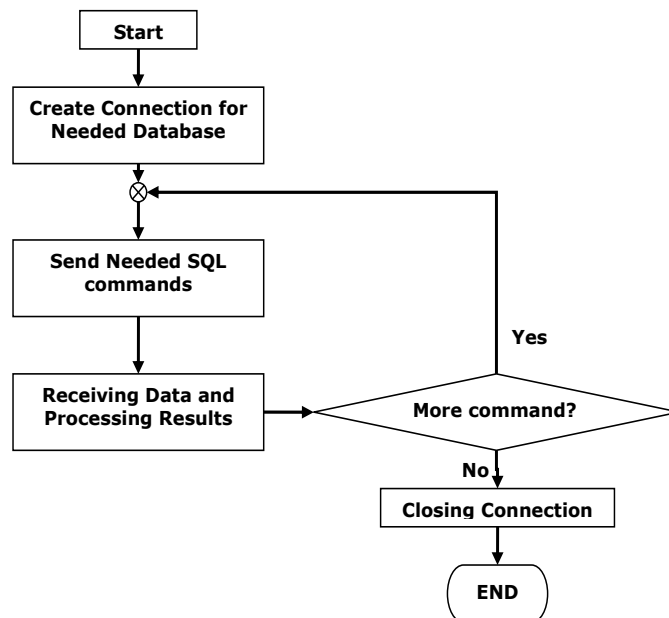 Start
Create Connection for
Needed Database
Send Needed SQL
commands
Receiving Data and
Processing Results
More command?
Yes
No
Closing Connection
END